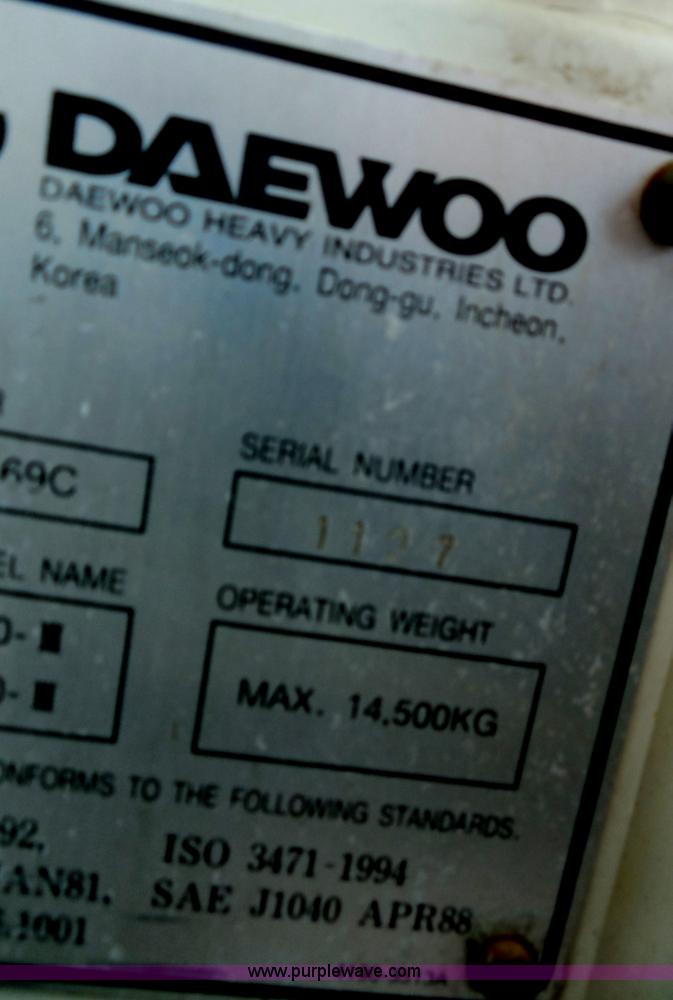 DAEWOO
DAEWOO HEAVY INDUSTRIES LTD.
6, Manseok-dong, Dong-gu, Incheon,
Korea
69C
SERIAL NUMBER
EL NAME
OPERATING WEIGHT
MAX. 14,500KG
ONFORMS TO THE FOLLOWING STANDARDS.
92, ISO 3471-1994
AN81, SAE J1040 APR88
1001
www.purplewave.com